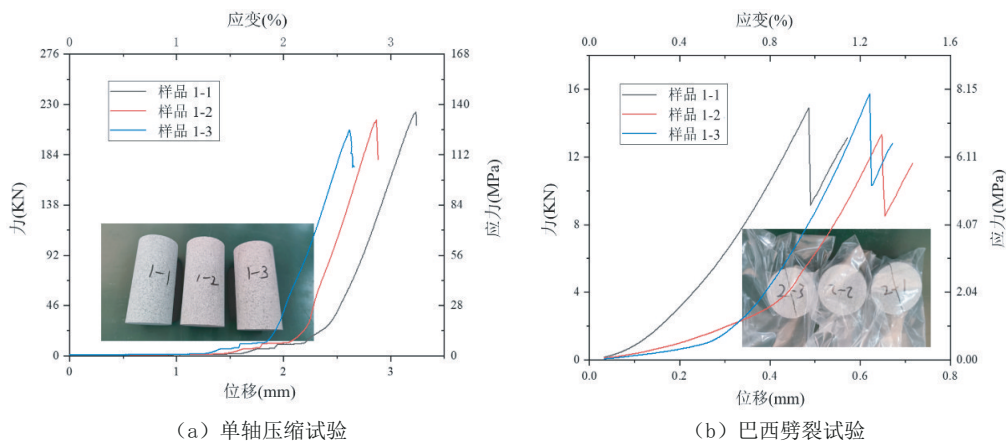 应变(%)
0 1 2 3
276
230
184
138
92
46
0
力(KN)
168
140
112
84
56
28
0
应力(MPa)
样品 1-1
样品 1-2
样品 1-3
1-1
1-2
1-3
0 1 2 3
位移(mm)
(a) 单轴压缩试验
应变(%)
0.0 0.4 0.8 1.2 1.6
18
16
12
8
4
0
力(KN)
8.15
6.11
4.07
2.04
0.00
应力(MPa)
样品 1-1
样品 1-2
样品 1-3
2-3
2-2
2-1
0.0 0.2 0.4 0.6 0.8
位移(mm)
(b) 巴西劈裂试验